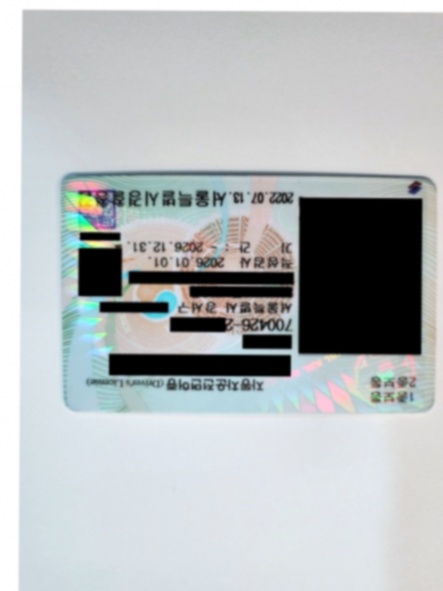 1종보통
2종보통
자동차운전면허증 (Driver's License)
700426-2
서울특별시 강서구
적성검사 2026.01.01.
기 간 : ~ 2026.12.31.
2022.07.13. 서울특별시경찰청장